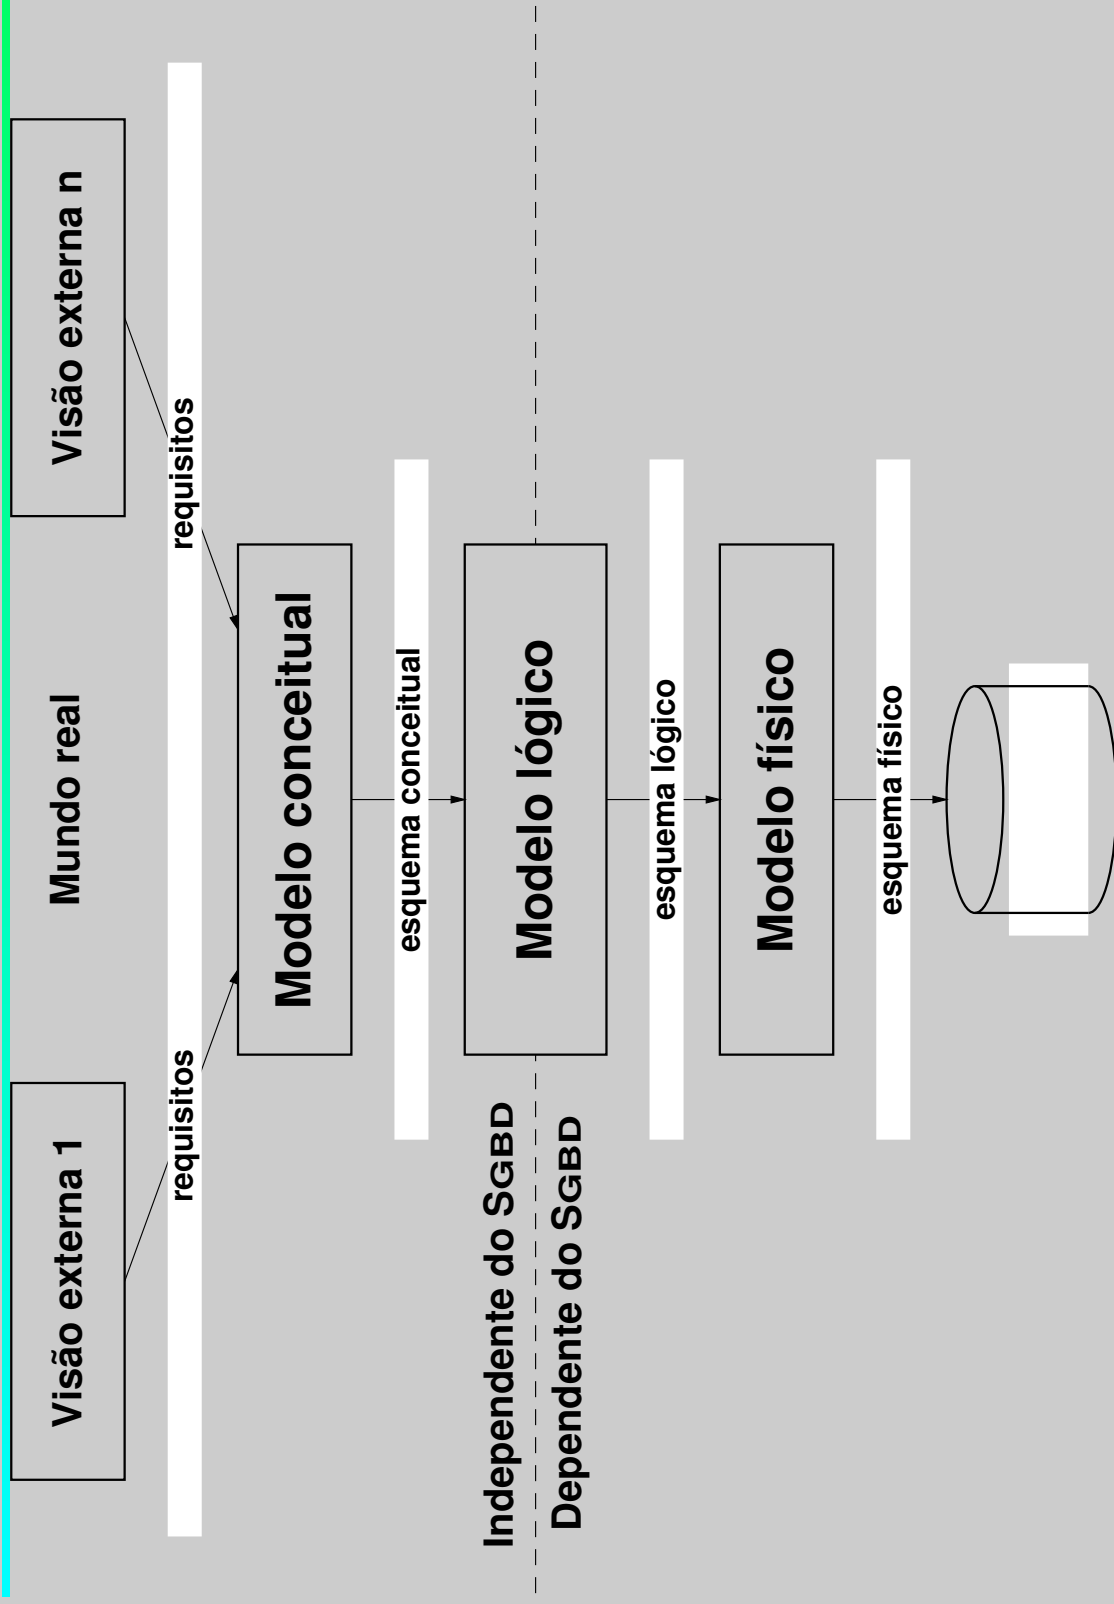 Mundo real
Visão externa 1
Visão externa n
requisitos
requisitos
Modelo conceitual
esquema conceitual
Independente do SGBD
Modelo lógico
Dependente do SGBD
esquema lógico
Modelo físico
esquema físico